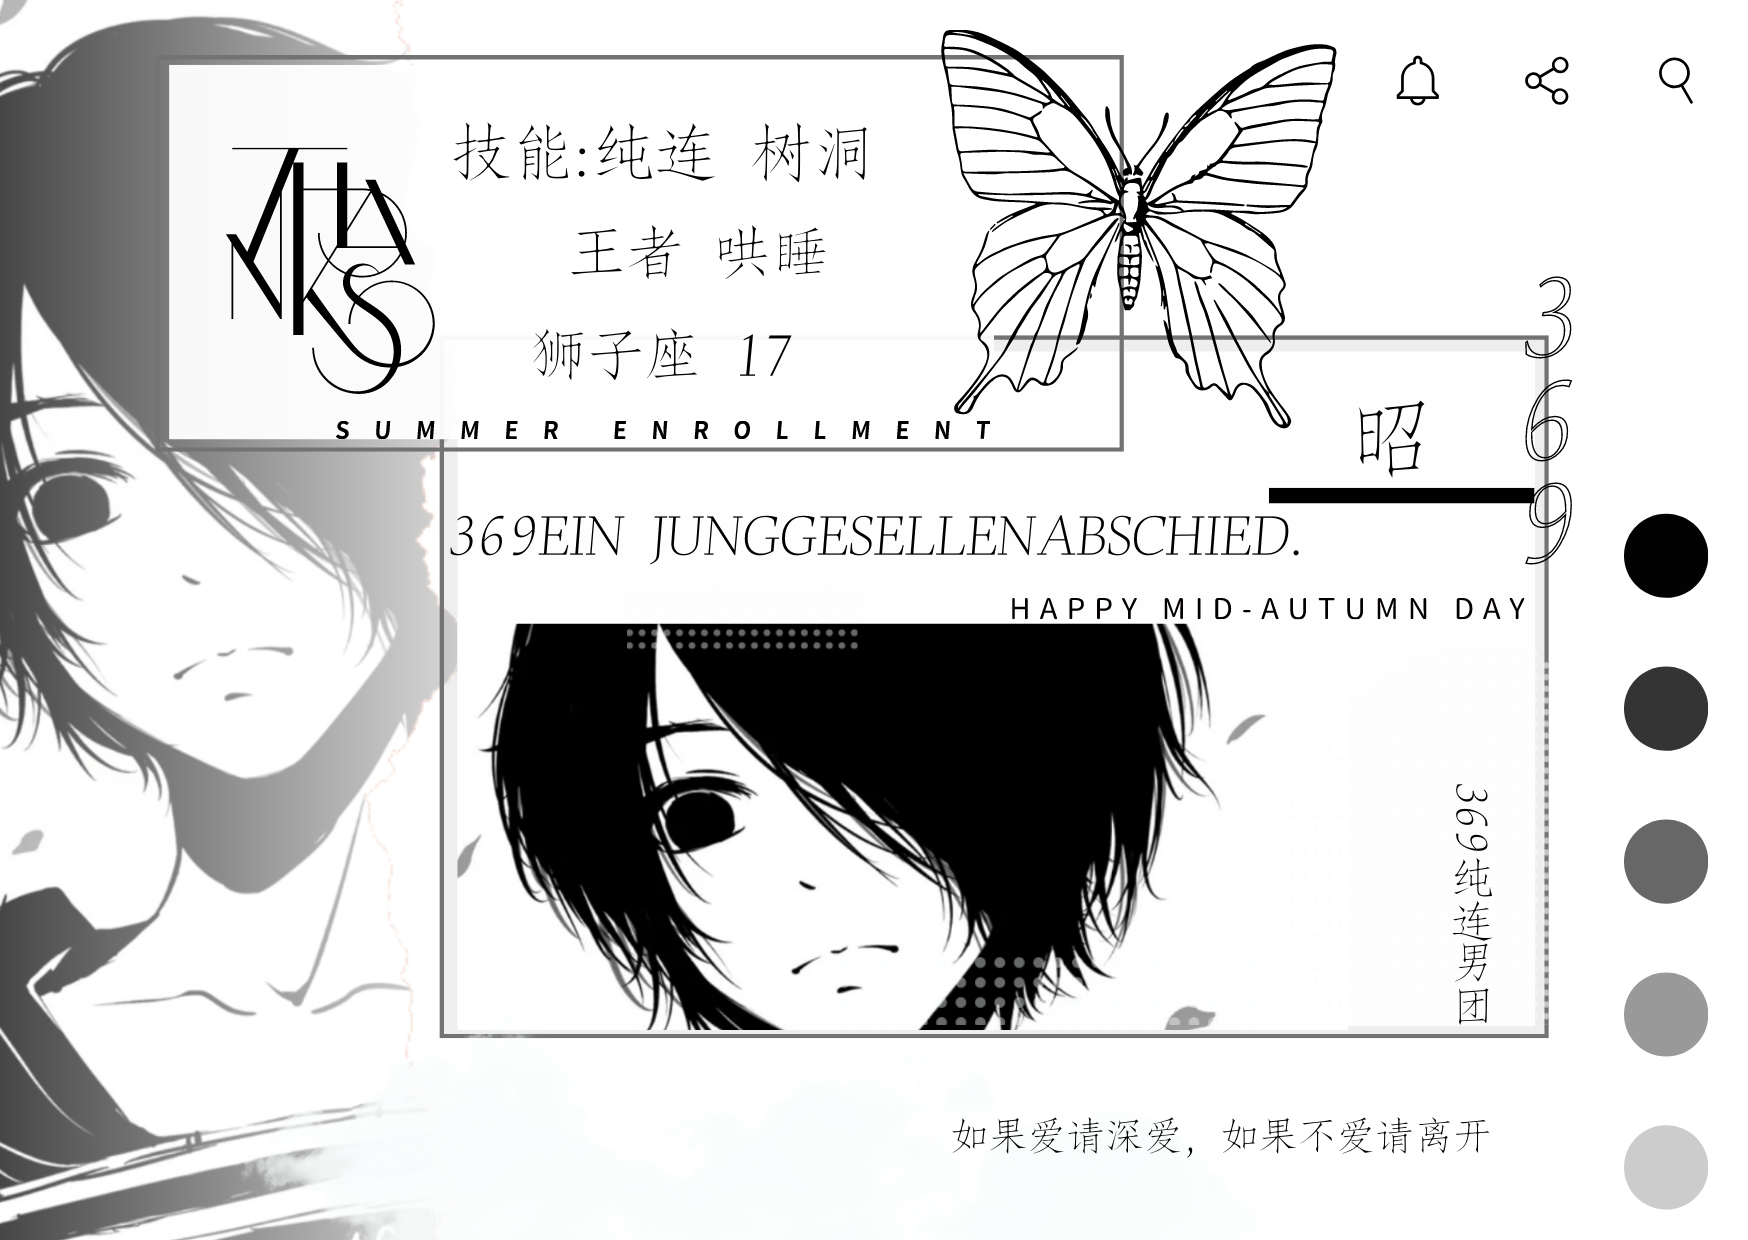 THANKS
技能:纯连 树洞
王者 哄睡
狮子座 17
SUMMER ENROLLMENT
369
昭
369EIN JUNGGESELLENABSCHIED.
HAPPY MID-AUTUMN DAY
369纯连男团
如果爱请深爱，如果不爱请离开